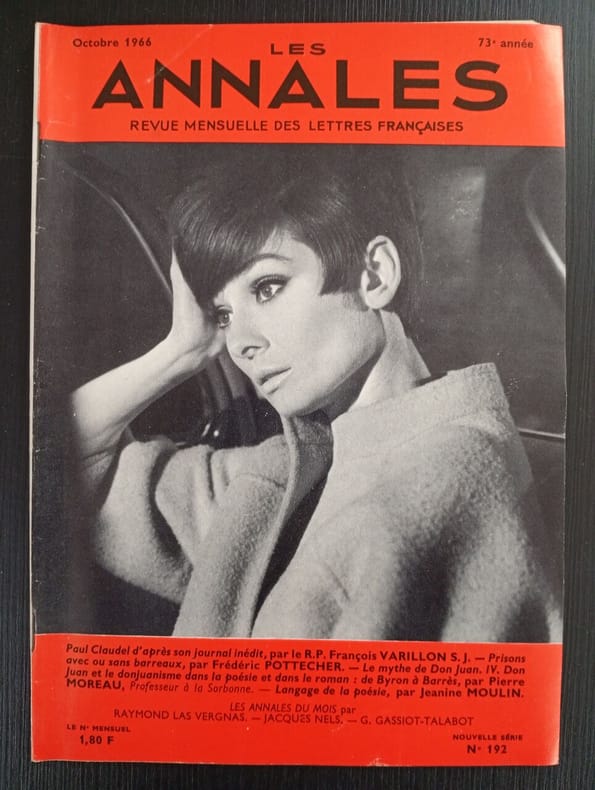 Octobre 1966
73e année
LES
ANNALES
REVUE MENSUELLE DES LETTRES FRANÇAISES
Paul Claudel d'après son journal inédit, par le R.P. François VARILLON S. J. — Prisons
avec ou sans barreaux, par Frédéric POTTECHER. — Le mythe de Don Juan. IV. Don
Juan et le donjuanisme dans la poésie et dans le roman : de Byron à Barrès, par Pierre
MOREAU, Professeur à la Sorbonne. — Langage de la poésie, par Jeanine MOULIN.
LES ANNALES DU MOIS par
RAYMOND LAS VERGNAS. — JACQUES NELS. — G. GASSIOT-TALABOT
LE No MENSUEL
1,80 F
NOUVELLE SÉRIE
No 192